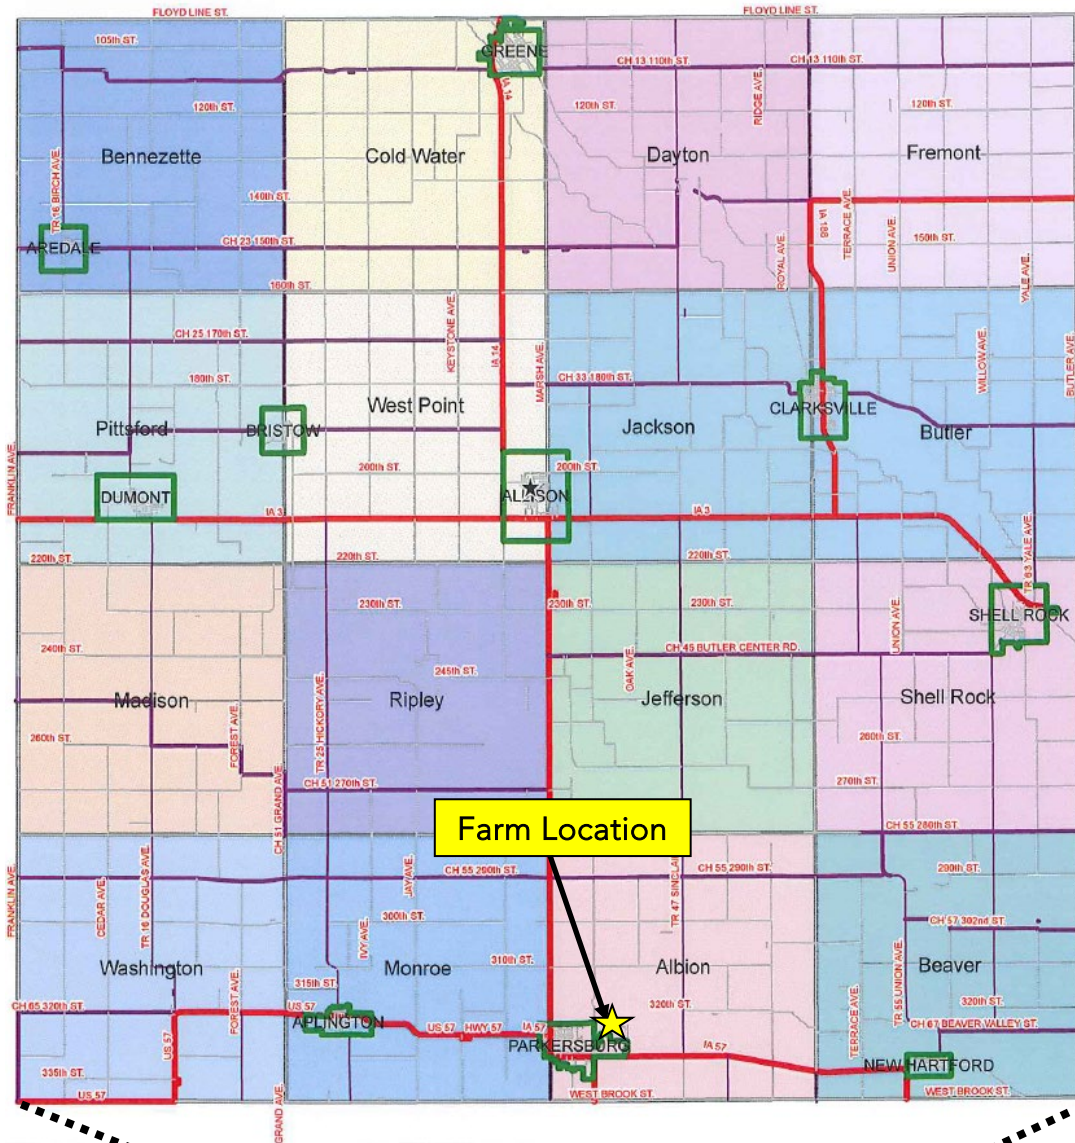 FLOYD LINE ST.
FLOYD LINE ST.
105th ST.
GREENE
CH 13 110th ST.
CH 13 110th ST.
IA 14
120th ST.
120th ST.
RIDGE AVE.
120th ST.
Bennezette
Cold Water
Dayton
Fremont
TR 16 BIRCH AVE.
140th ST.
IA 188
TERRACE AVE.
UNION AVE.
150th ST.
AREDALE
CH 23 150th ST.
ROYAL AVE.
YALE AVE.
160th ST.
KEYSTONE AVE.
CH 25 170th ST.
IA 14
MARSH AVE.
WILLOW AVE.
BUTLER AVE.
180th ST.
CH 33 180th ST.
West Point
CLARKSVILLE
Pittsford
BRISTOW
Jackson
Butler
FRANKLIN AVE.
200th ST.
200th ST.
DUMONT
ALLISON
IA 3
IA 3
220th ST.
220th ST.
220th ST.
TR 63 YALE AVE.
230th ST.
230th ST.
230th ST.
UNION AVE.
SHELL ROCK
240th ST.
CH 45 BUTLER CENTER RD.
245th ST.
OAK AVE.
Madison
Ripley
Jefferson
Shell Rock
TR 25 HICKORY AVE.
FOREST AVE.
260th ST.
260th ST.
CH 51 GRAND AVE.
CH 51 270th ST.
270th ST.
Farm Location
CH 55 280th ST.
FRANKLIN AVE.
CEDAR AVE.
TR 16 DOUGLAS AVE.
JAY AVE.
CH 55 290th ST.
TR 47 SINCLAIR
CH 55 290th ST.
290th ST.
300th ST.
IVY AVE.
CH 57 302nd ST.
Washington
Monroe
310th ST.
Albion
TR 55 UNION AVE.
Beaver
315th ST.
CH 65 320th ST.
FOREST AVE.
US 57
320th ST.
320th ST.
APLINGTON
US 57
HWY 57
IA 57
TERRACE AVE.
CH 67 BEAVER VALLEY ST.
US 57
PARKERSBURG
IA 57
335th ST.
NEW HARTFORD
US 57
GRAND AVE.
WEST BROOK ST.
WEST BROOK ST.